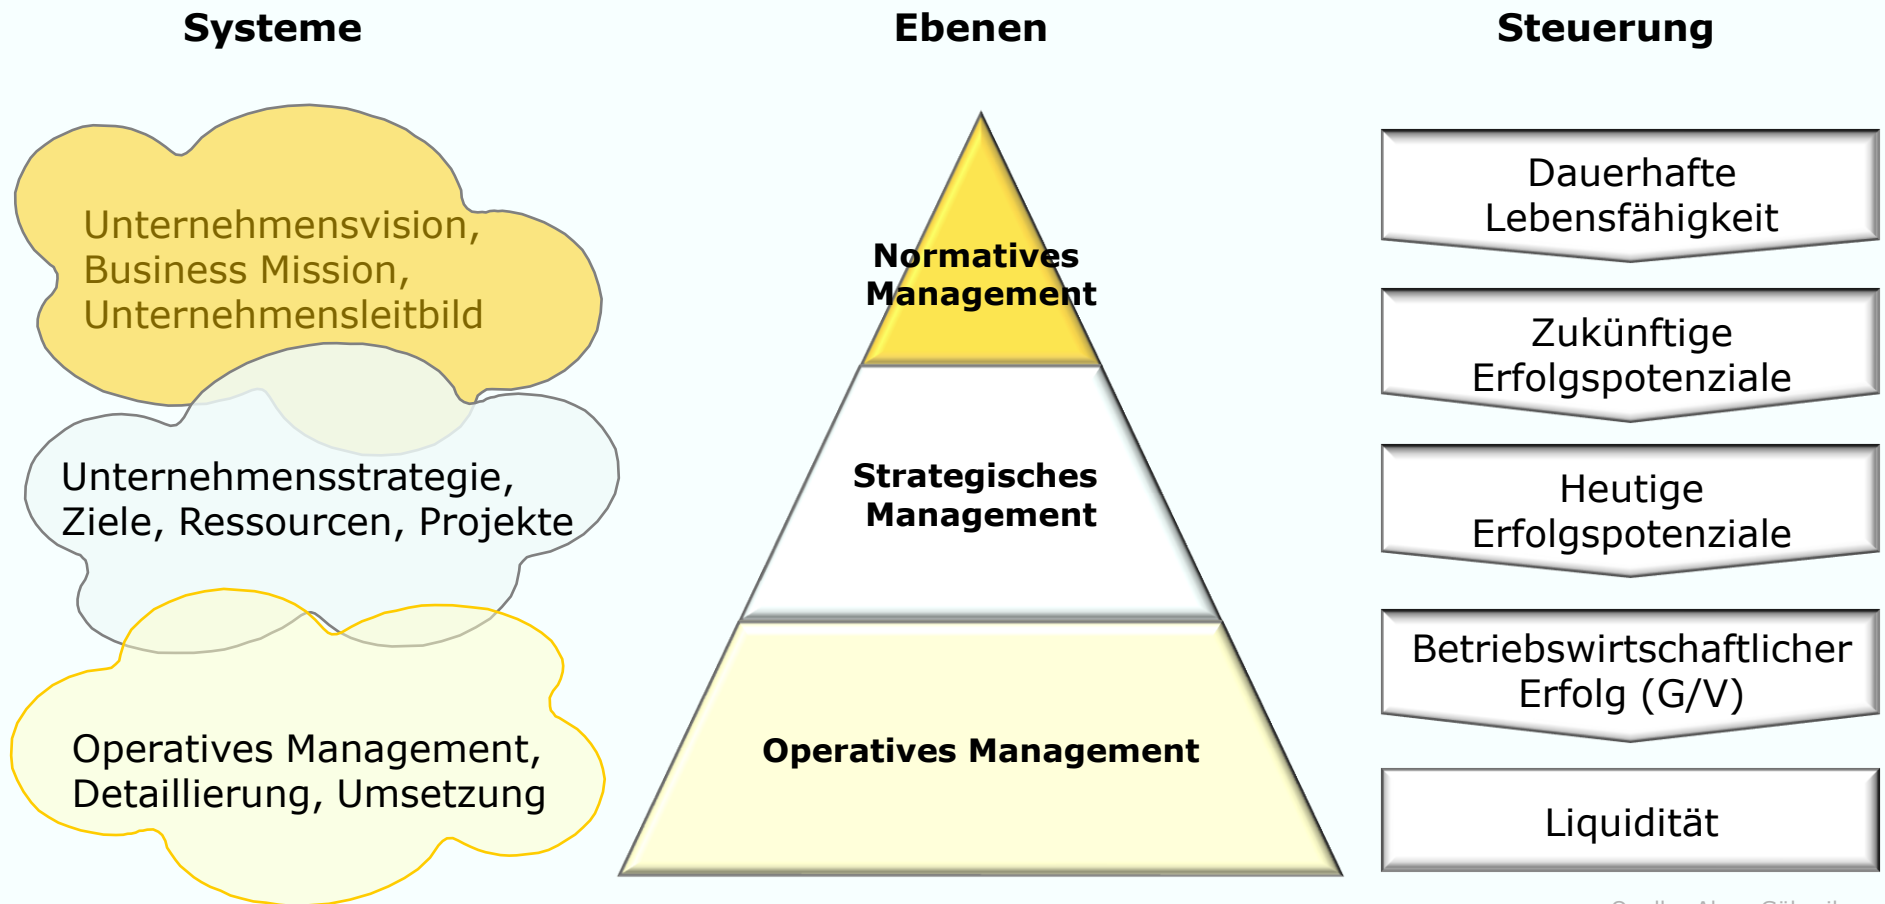 Systeme
Ebenen
Steuerung
Unternehmensvision,
Business Mission,
Unternehmensleitbild
Unternehmensstrategie,
Ziele, Ressourcen, Projekte
Operatives Management,
Detaillierung, Umsetzung
Normatives
Management
Strategisches
Management
Operatives Management
Dauerhafte
Lebensfähigkeit
Zukünftige
Erfolgspotenziale
Heutige
Erfolgspotenziale
Betriebswirtschaftlicher
Erfolg (G/V)
Liquidität